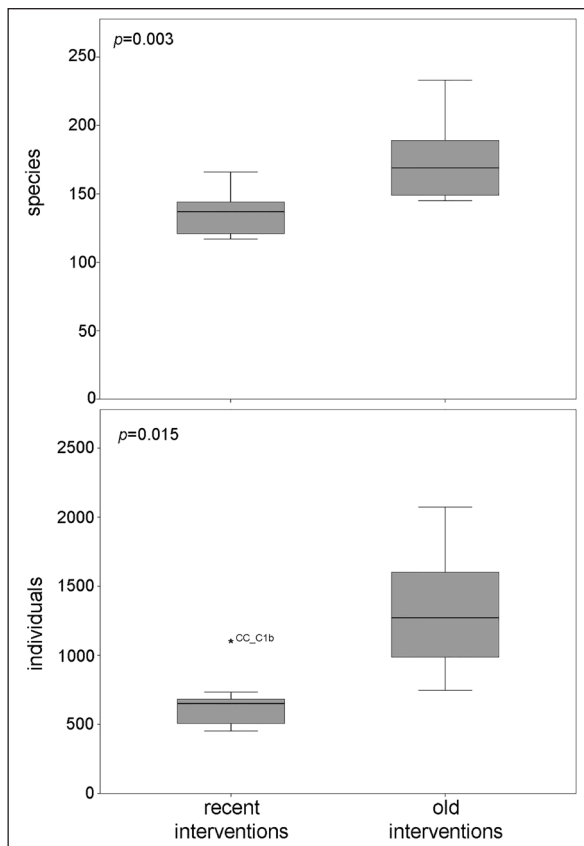 p=0.003
250
200
150
100
50
0
species
p=0.015
2500
2000
1500
1000
500
0
individuals
* CC_C1b
recent
interventions
old
interventions